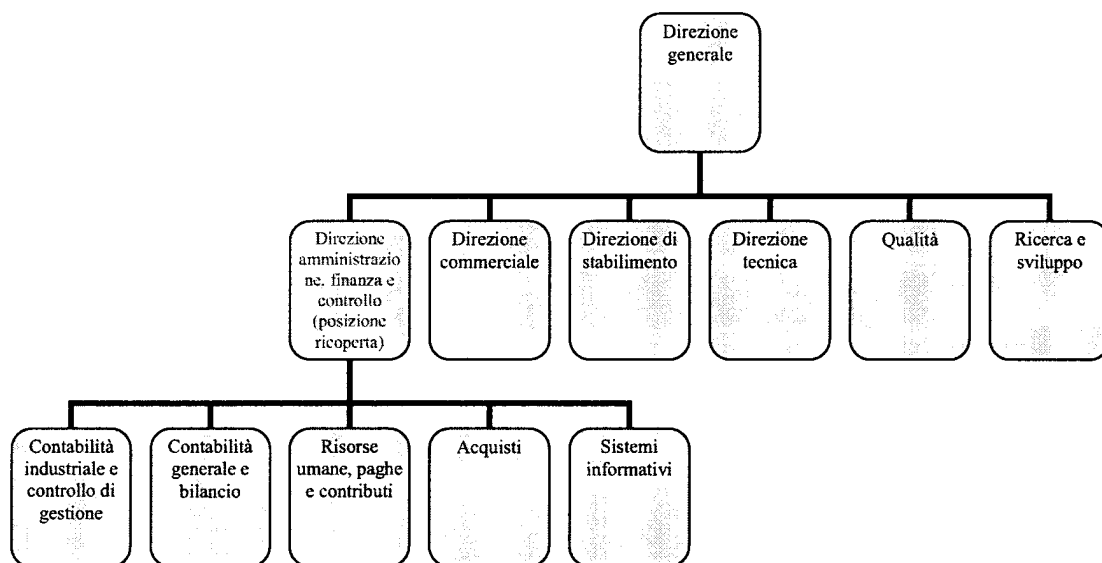 Direzione
generale
Direzione
amministrazio
ne, finanza e
controllo
(posizione
ricoperta)
Direzione
commerciale
Direzione di
stabilimento
Direzione
tecnica
Qualità
Ricerca e
sviluppo
Contabilità
industriale e
controllo di
gestione
Contabilità
generale e
bilancio
Risorse
umane, paghe
e contributi
Acquisti
Sistemi
informativi